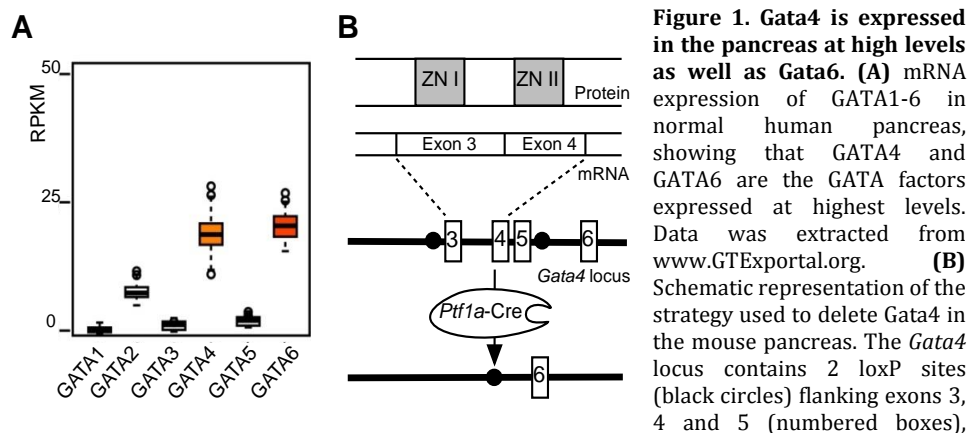 A
50
25
0
RPKM
GATA1
GATA2
GATA3
GATA4
GATA5
GATA6
B
ZN I
ZN II
Protein
Exon 3
Exon 4
mRNA
3
4
5
6
Gata4 locus
Ptf1a-Cre
6
Figure 1. Gata4 is expressed
in the pancreas at high levels
as well as Gata6. (A) mRNA
expression of GATA1-6 in
normal human pancreas,
showing that GATA4 and
GATA6 are the GATA factors
expressed at highest levels.
Data was extracted from
www.GTExportal.org. (B)
Schematic representation of the
strategy used to delete Gata4 in
the mouse pancreas. The Gata4
locus contains 2 loxP sites
(black circles) flanking exons 3,
4 and 5 (numbered boxes),